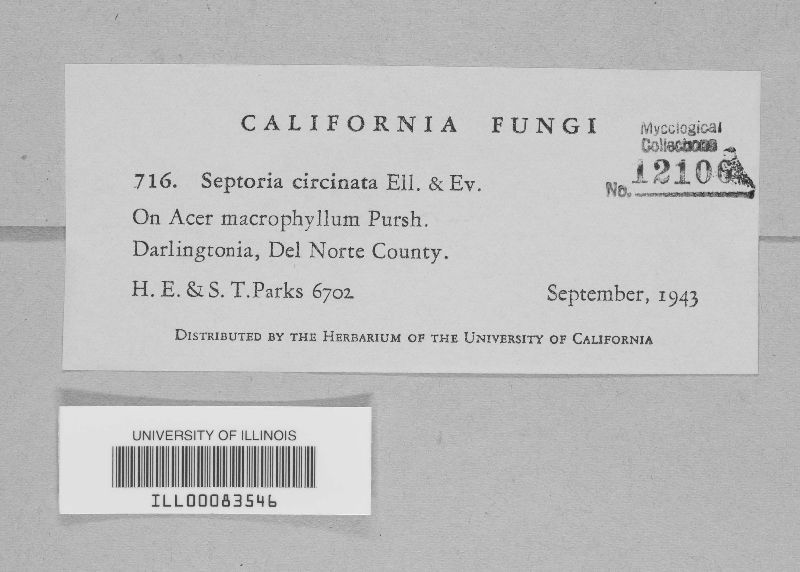 CALIFORNIA FUNGI
Mycological
Collections
No. 12106
716. Septoria circinata Ell. & Ev.
On Acer macrophyllum Pursh.
Darlingtonia, Del Norte County.
H. E. & S. T. Parks 6702
September, 1943
DISTRIBUTED BY THE HERBARIUM OF THE UNIVERSITY OF CALIFORNIA
UNIVERSITY OF ILLINOIS
ILL00083546